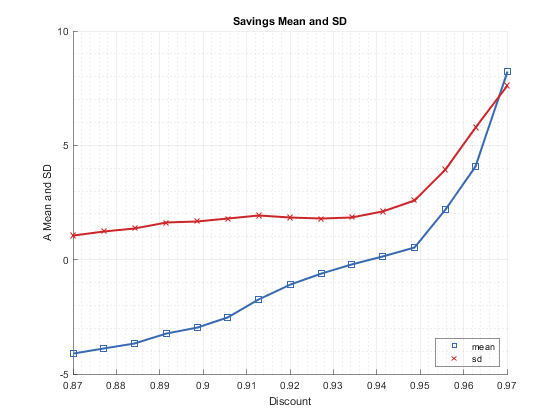 Savings Mean and SD
10
5
0
-5
A Mean and SD
0.87 0.88 0.89 0.9 0.91 0.92 0.93 0.94 0.95 0.96 0.97
Discount
mean
sd